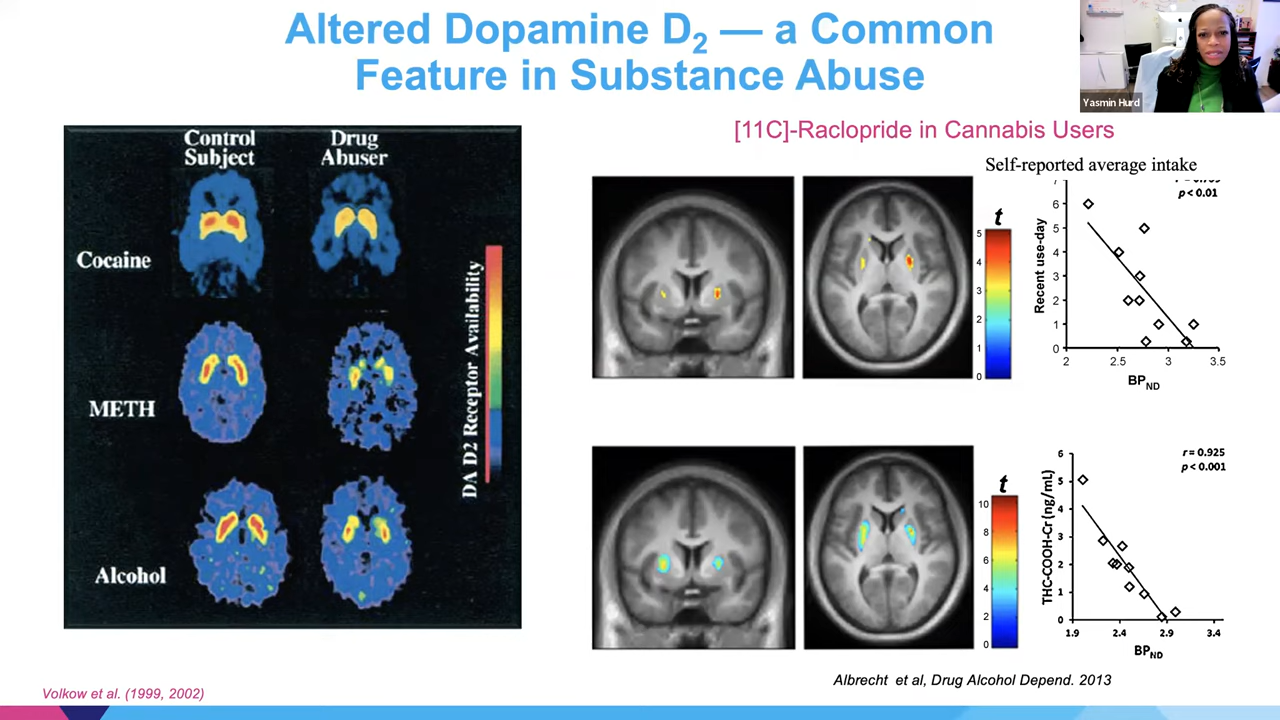 Altered Dopamine D2 — a Common
Feature in Substance Abuse
Yasmin Hurd
Control
Subject
Drug
Abuser
Cocaine
METH
Alcohol
DA D2 Receptor Availability
Volkow et al. (1999, 2002)
[11C]-Raclopride in Cannabis Users
Self-reported average intake
t
5
4
3
2
1
0
p < 0.01
Recent use-day
7
6
5
4
3
2
1
0
2
2.5
3
3.5
BPND
t
10
8
6
4
2
0
r = 0.925
p < 0.001
THC-COOH-Cr (ng/mL)
6
5
4
3
2
1
0
1.9
2.4
2.9
3.4
BPND
Albrecht et al, Drug Alcohol Depend. 2013